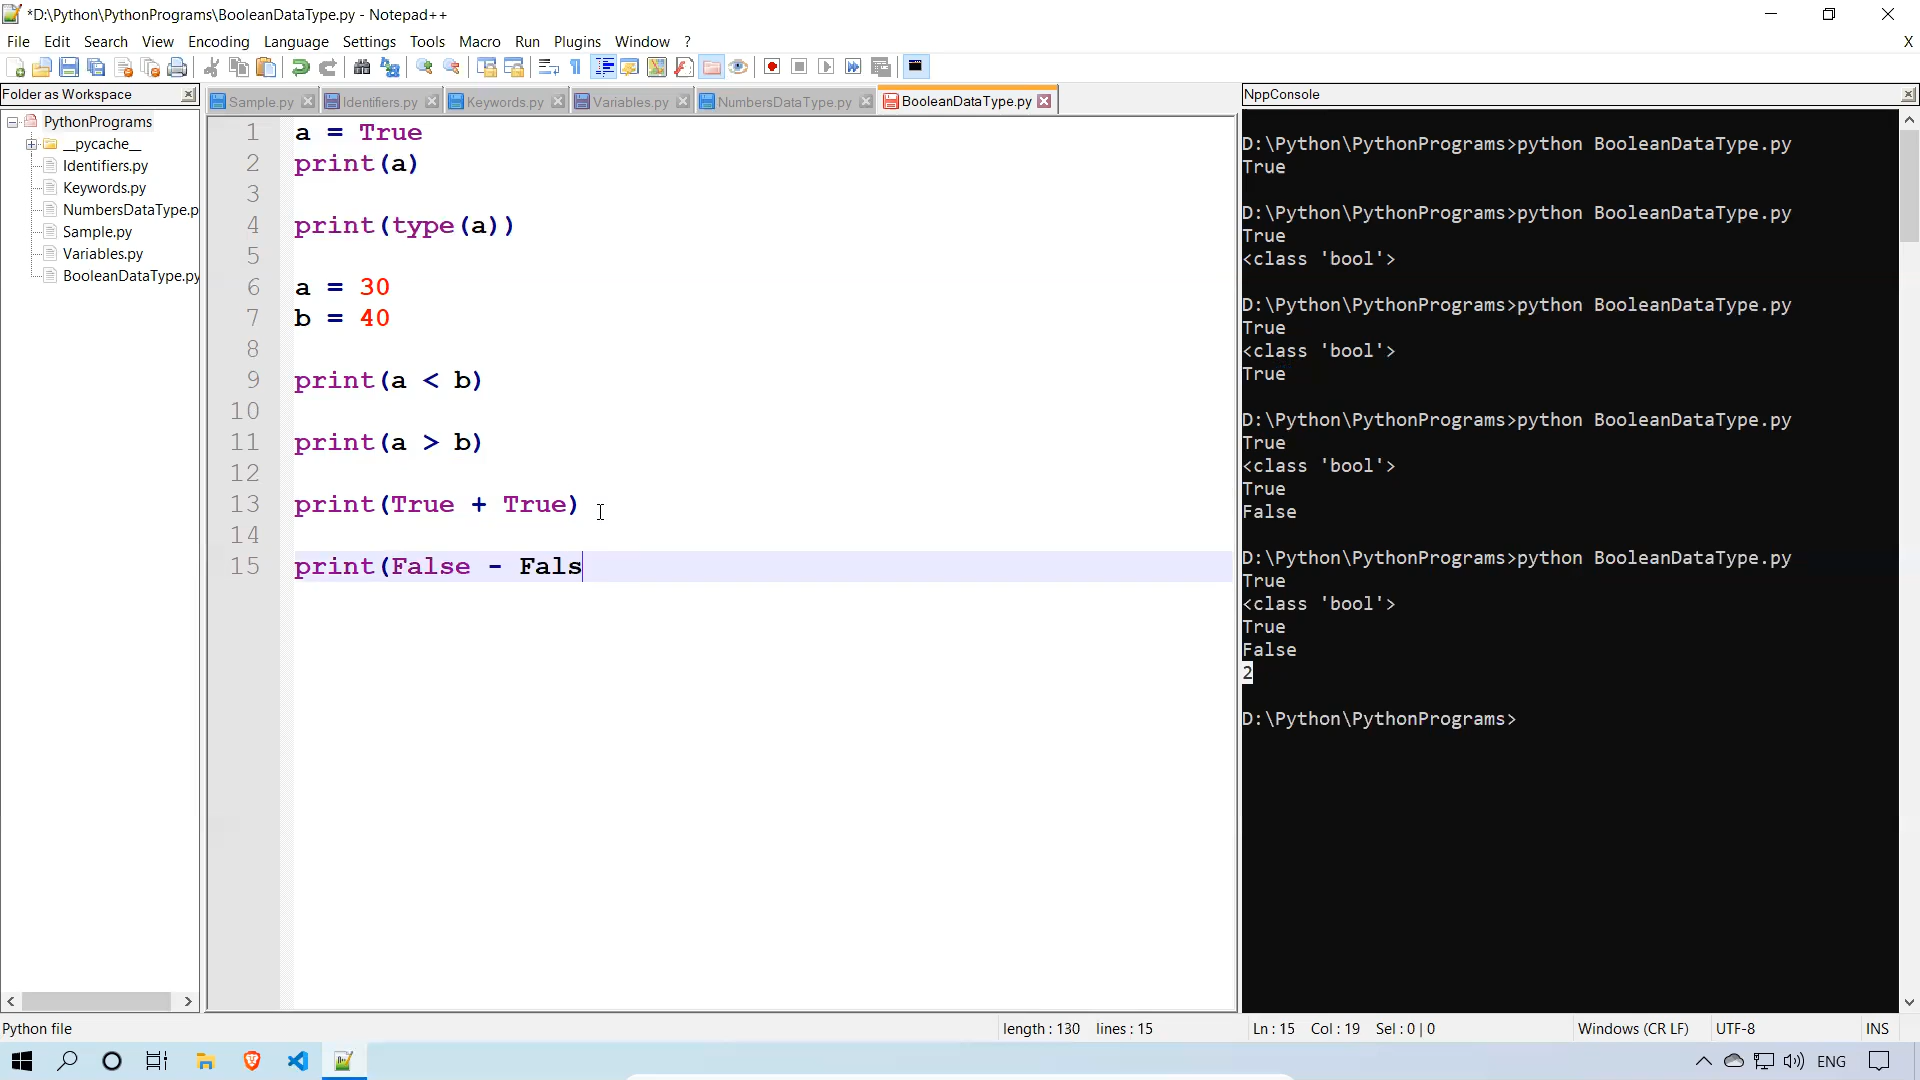 *D:\Python\PythonPrograms\BooleanDataType.py - Notepad++
File Edit Search View Encoding Language Settings Tools Macro Run Plugins Window ? X
Folder as Workspace
Sample.py Identifiers.py Keywords.py Variables.py NumbersDataType.py BooleanDataType.py
PythonPrograms
__pycache__
Identifiers.py
Keywords.py
NumbersDataType.p
Sample.py
Variables.py
BooleanDataType.py
1 a = True
2 print(a)
3
4 print(type(a))
5
6 a = 30
7 b = 40
8
9 print(a < b)
10
11 print(a > b)
12
13 print(True + True)
14
15 print(False - Fals
NppConsole
D:\Python\PythonPrograms>python BooleanDataType.py
True
D:\Python\PythonPrograms>python BooleanDataType.py
True
<class 'bool'>
D:\Python\PythonPrograms>python BooleanDataType.py
True
<class 'bool'>
True
D:\Python\PythonPrograms>python BooleanDataType.py
True
<class 'bool'>
True
False
D:\Python\PythonPrograms>python BooleanDataType.py
True
<class 'bool'>
True
False
2
D:\Python\PythonPrograms>
Python file length : 130 lines : 15 Ln : 15 Col : 19 Sel : 0 | 0 Windows (CR LF) UTF-8 INS
ENG